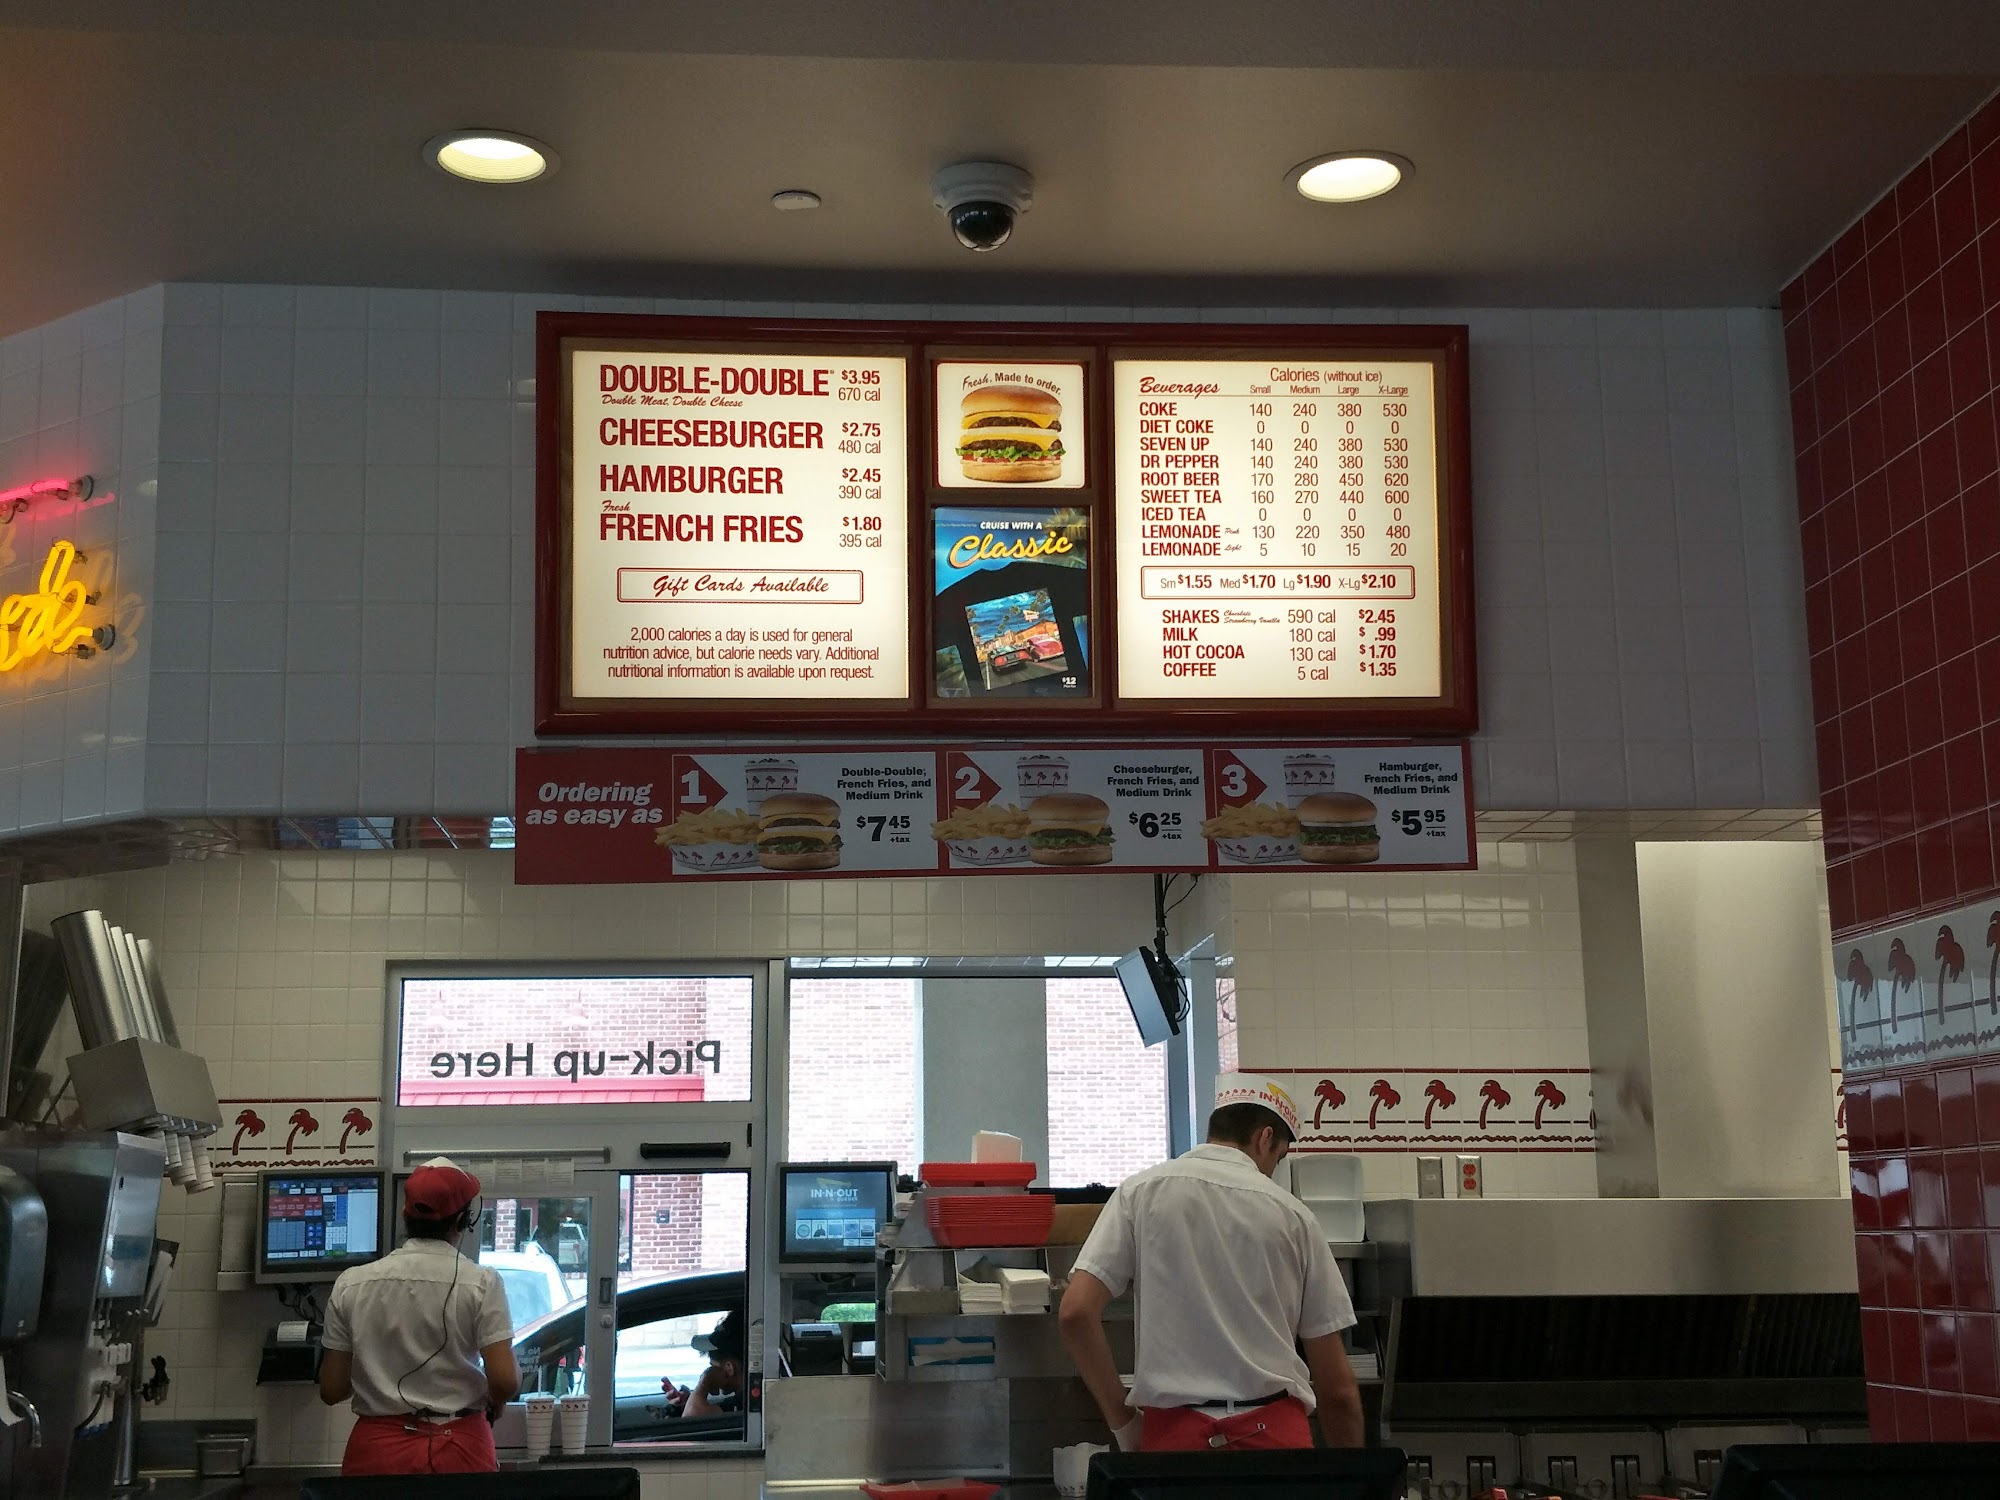 DOUBLE-DOUBLE® $3.95
Double Meat, Double Cheese 670 cal
CHEESEBURGER $2.75
480 cal
HAMBURGER $2.45
390 cal
Fresh
FRENCH FRIES $1.80
395 cal
Gift Cards Available
2,000 calories a day is used for general
nutrition advice, but calorie needs vary. Additional
nutritional information is available upon request.
Fresh. Made to order.
CRUISE WITH A
Classic
$12
Beverages Calories (without ice)
Small Medium Large X-Large
COKE 140 240 380 530
DIET COKE 0 0 0 0
SEVEN UP 140 240 380 530
DR PEPPER 140 240 380 530
ROOT BEER 170 280 450 620
SWEET TEA 160 270 440 600
ICED TEA 0 0 0 0
LEMONADE Pink 130 220 350 480
LEMONADE Light 5 10 15 20
Sm $1.55 Med $1.70 Lg $1.90 X-Lg $2.10
SHAKES Chocolate Strawberry Vanilla 590 cal $2.45
MILK 180 cal $ .99
HOT COCOA 130 cal $1.70
COFFEE 5 cal $1.35
Ordering
as easy as
1
Double-Double®,
French Fries, and
Medium Drink
$7 45
+tax
2
Cheeseburger,
French Fries, and
Medium Drink
$6 25
+tax
3
Hamburger,
French Fries, and
Medium Drink
$5 95
+tax
Pick-up Here
IN-N-OUT
IN-N-OUT